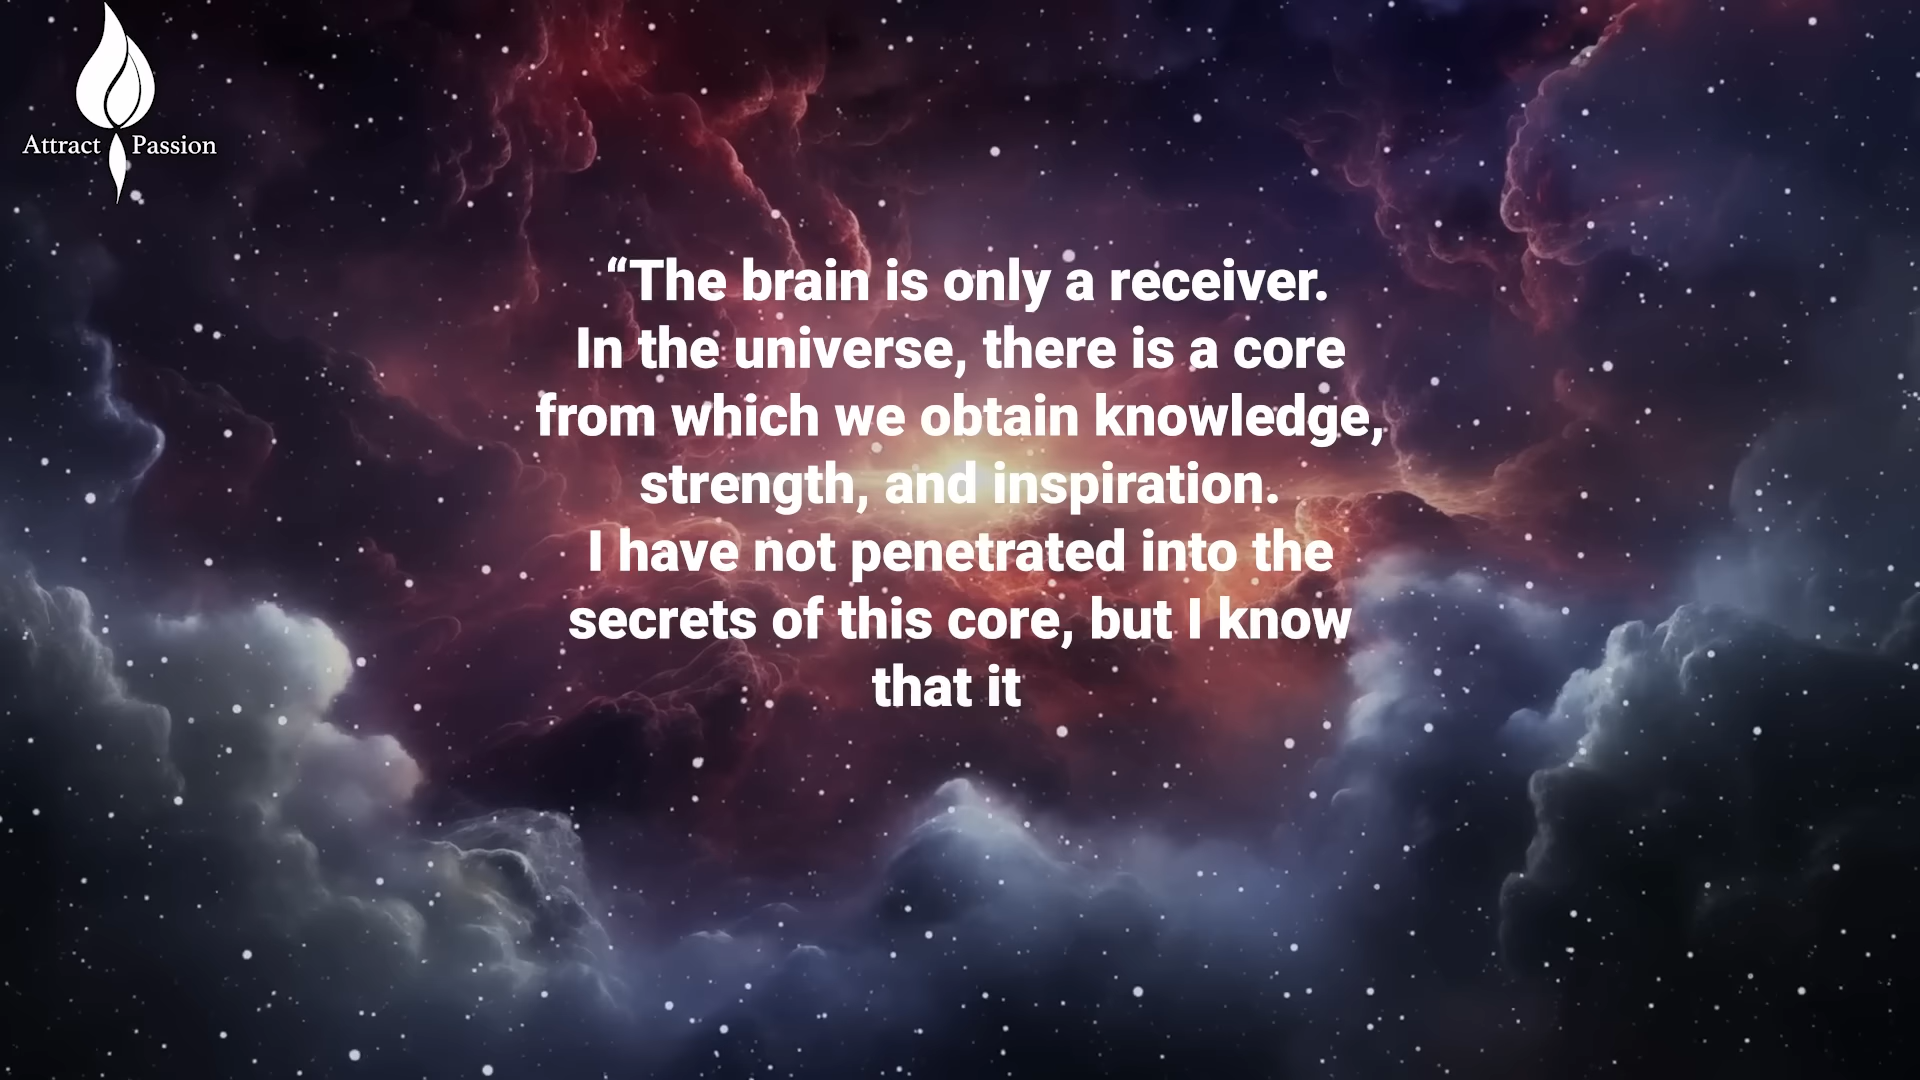 Attract Passion
“The brain is only a receiver.
In the universe, there is a core
from which we obtain knowledge,
strength, and inspiration.
I have not penetrated into the
secrets of this core, but I know
that it